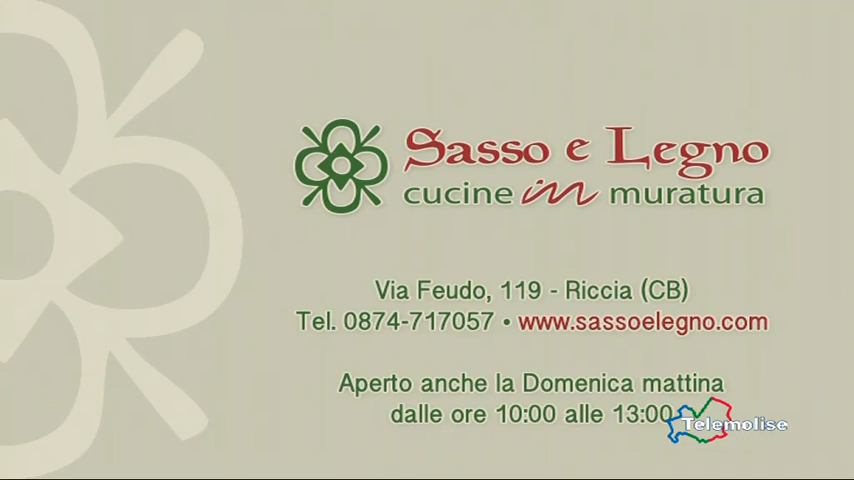 Sasso e Legno
cucine in muratura
Via Feudo, 119 - Riccia (CB)
Tel. 0874-717057 • www.sassoelegno.com
Aperto anche la Domenica mattina
dalle ore 10:00 alle 13:00
Telemolise